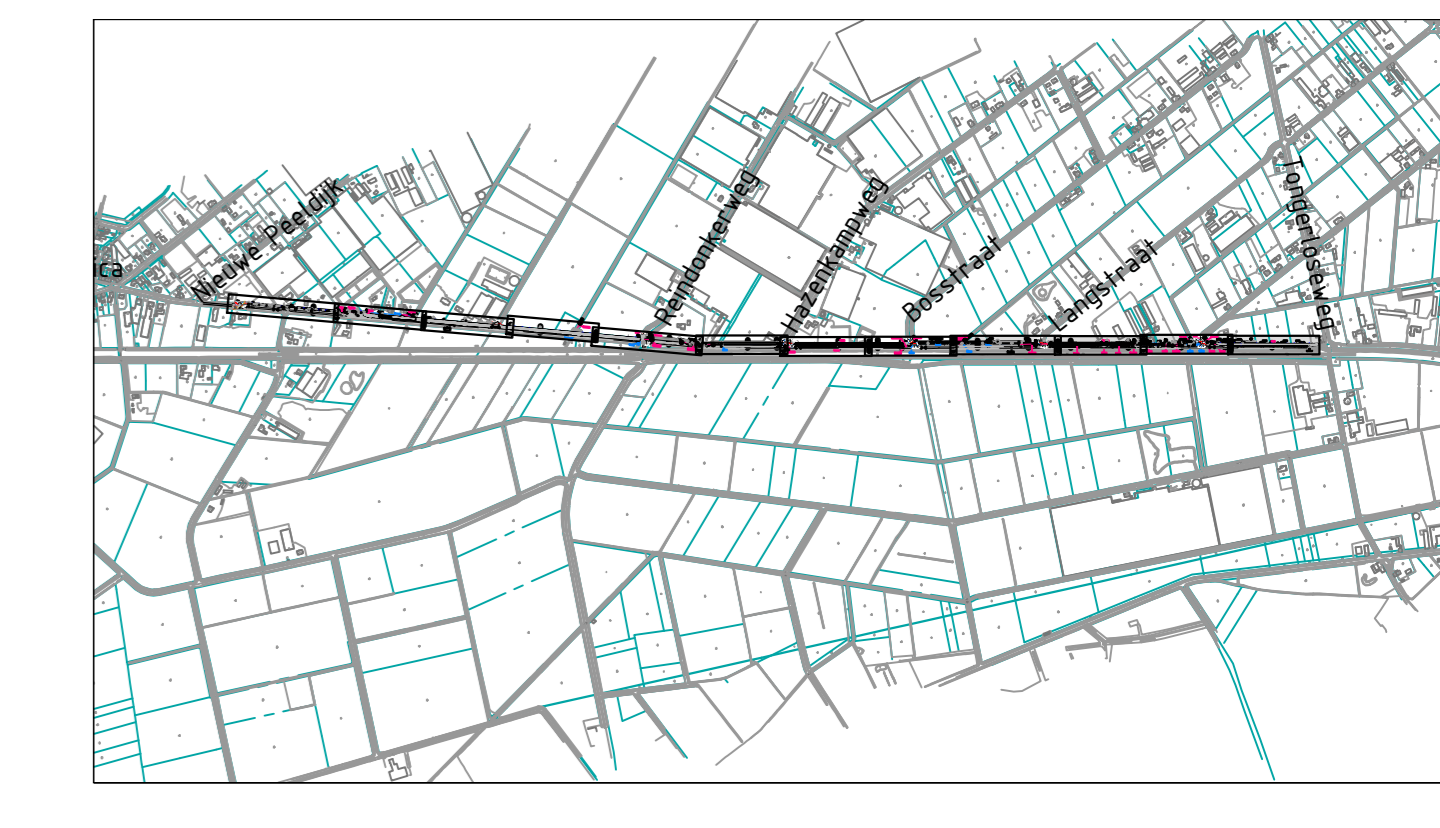 ica
Nieuwe Peeldijk
Reindonkerweg
Hazenkampweg
Bosstraat
Langstraat
Tongerloseweg